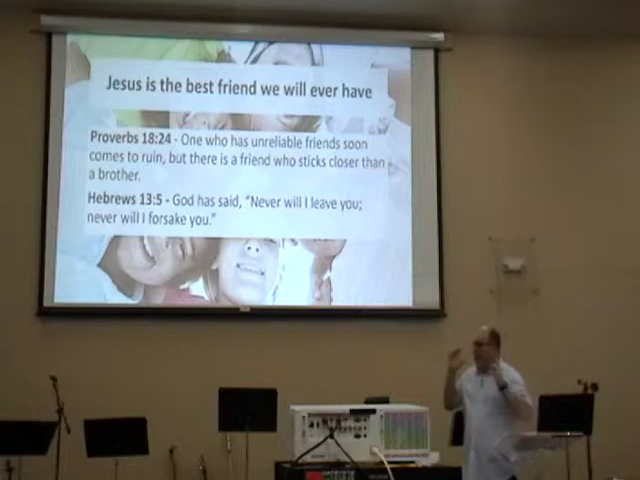 Jesus is the best friend we will ever have
Proverbs 18:24 - One who has unreliable friends soon
comes to ruin, but there is a friend who sticks closer than
a brother.
Hebrews 13:5 - God has said, “Never will I leave you;
never will I forsake you.”